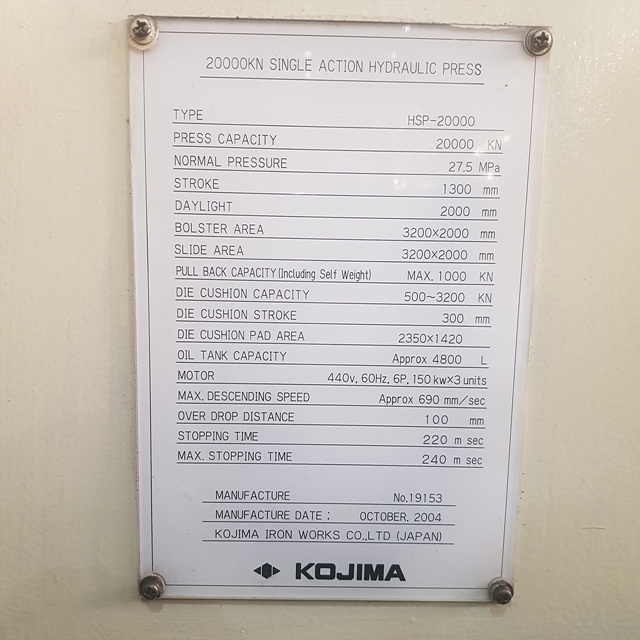 20000KN SINGLE ACTION HYDRAULIC PRESS
TYPE HSP-20000
PRESS CAPACITY 20000 KN
NORMAL PRESSURE 27.5 MPa
STROKE 1300 mm
DAYLIGHT 2000 mm
BOLSTER AREA 3200×2000 mm
SLIDE AREA 3200×2000 mm
PULL BACK CAPACITY(Including Self Weight) MAX. 1000 KN
DIE CUSHION CAPACITY 500~3200 KN
DIE CUSHION STROKE 300 mm
DIE CUSHION PAD AREA 2350×1420
OIL TANK CAPACITY Approx 4800 L
MOTOR 440v, 60Hz, 6P, 150 kw×3 units
MAX. DESCENDING SPEED Approx 690 mm/sec
OVER DROP DISTANCE 100 mm
STOPPING TIME 220 m sec
MAX. STOPPING TIME 240 m sec
MANUFACTURE No.19153
MANUFACTURE DATE ; OCTOBER. 2004
KOJIMA IRON WORKS CO.,LTD (JAPAN)
KOJIMA